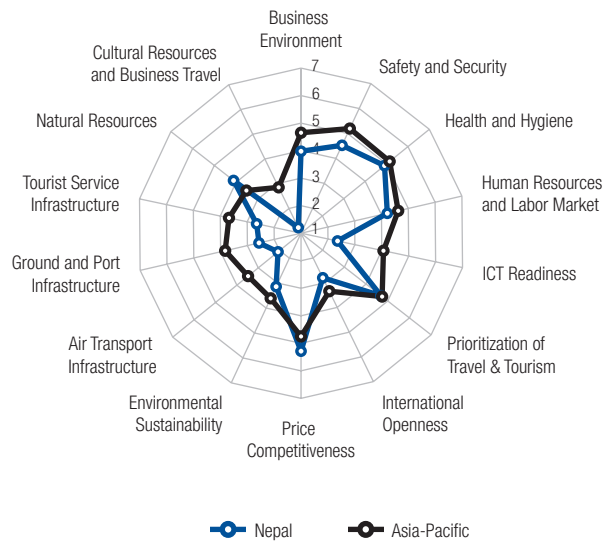 Business
Environment
Safety and Security
Health and Hygiene
Human Resources
and Labor Market
ICT Readiness
Prioritization of
Travel & Tourism
International
Openness
Price
Competitiveness
Environmental
Sustainability
Air Transport
Infrastructure
Ground and Port
Infrastructure
Tourist Service
Infrastructure
Natural Resources
Cultural Resources
and Business Travel
7
6
5
4
3
2
1
Nepal
Asia-Pacific